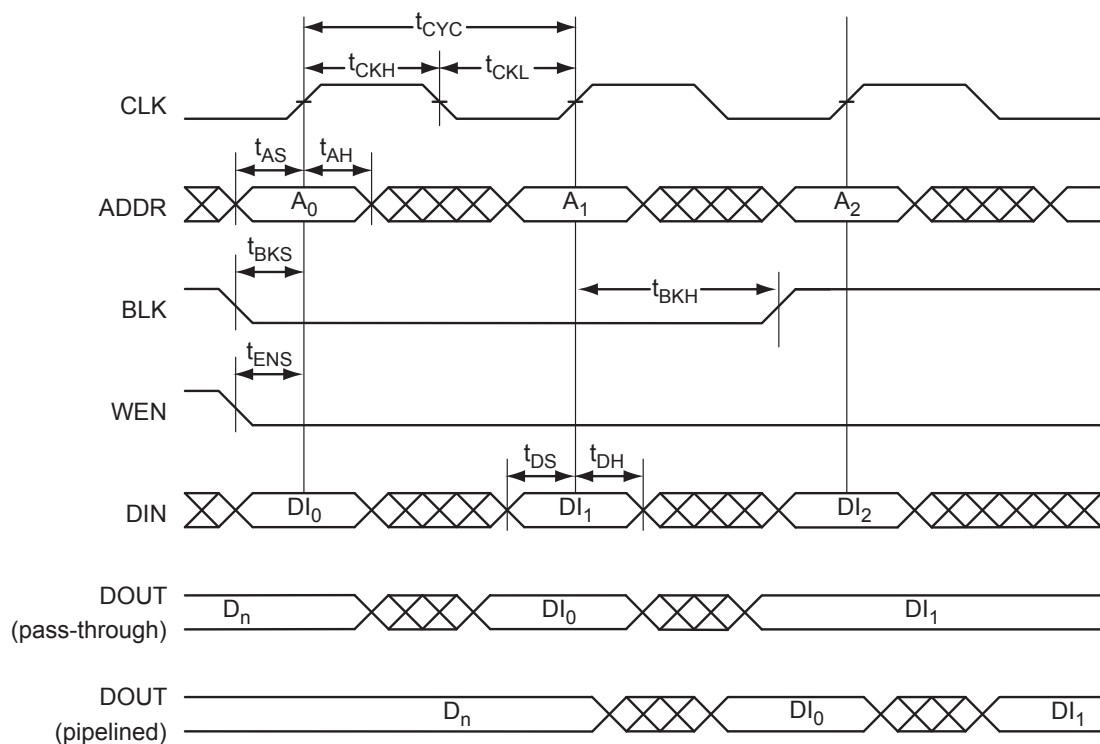 tCYC
tCKH tCKL
CLK
tAS tAH
ADDR A0 A1 A2
tBKS
BLK tBKH
tENS
WEN
tDS tDH
DIN DI0 DI1 DI2
DOUT
(pass-through) Dn DI0 DI1
DOUT
(pipelined) Dn DI0 DI1